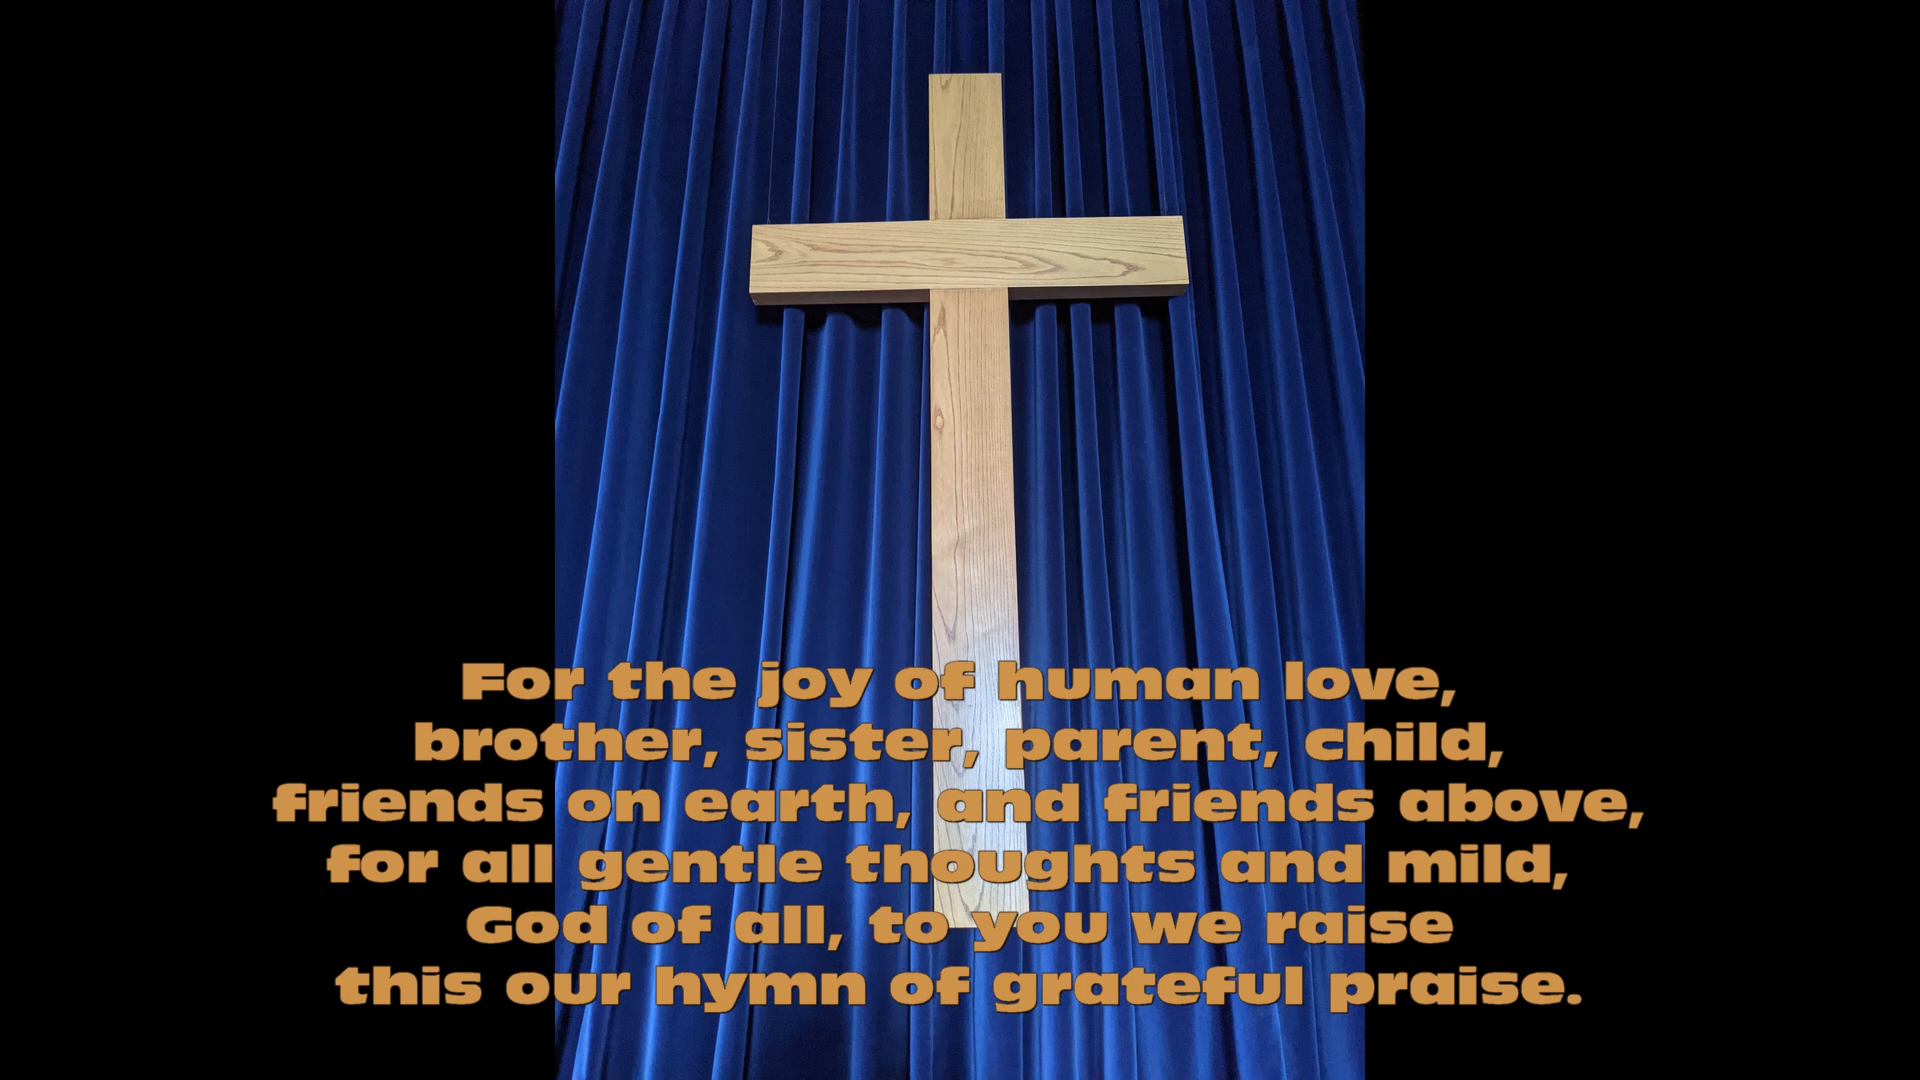 For the joy of human love,
brother, sister, parent, child,
friends on earth, and friends above,
for all gentle thoughts and mild,
God of all, to you we raise
this our hymn of grateful praise.